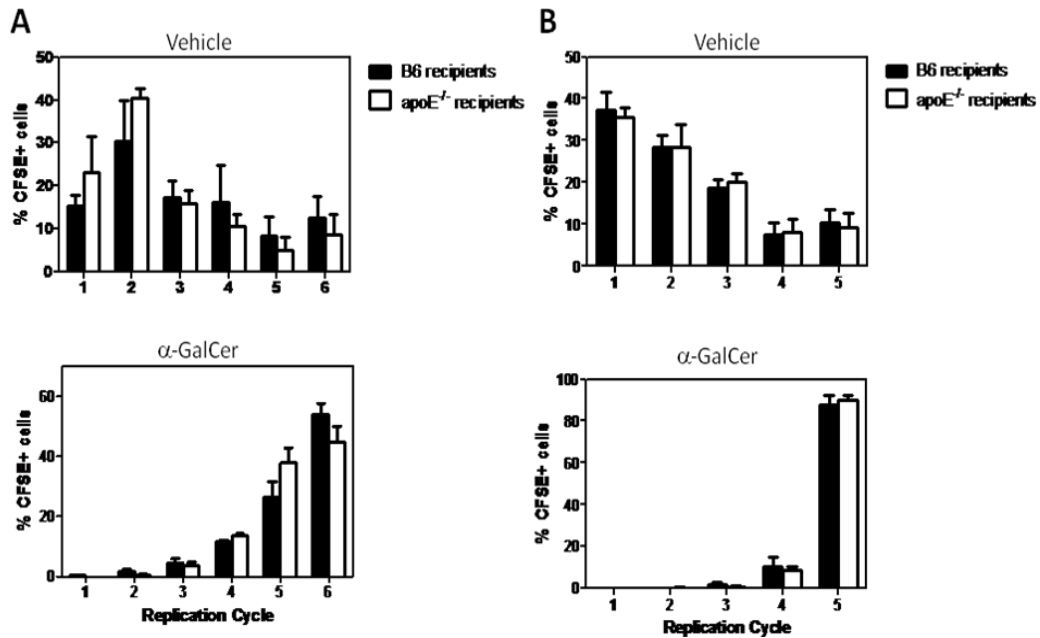 A
Vehicle
B6 recipients
apoE-/- recipients
% CFSE+ cells
50
40
30
20
10
0
1 2 3 4 5 6
α-GalCer
% CFSE+ cells
60
40
20
0
1 2 3 4 5 6
Replication Cycle
B
Vehicle
B6 recipients
apoE-/- recipients
% CFSE+ cells
50
40
30
20
10
0
1 2 3 4 5
α-GalCer
% CFSE+ cells
100
80
60
40
20
0
1 2 3 4 5
Replication Cycle